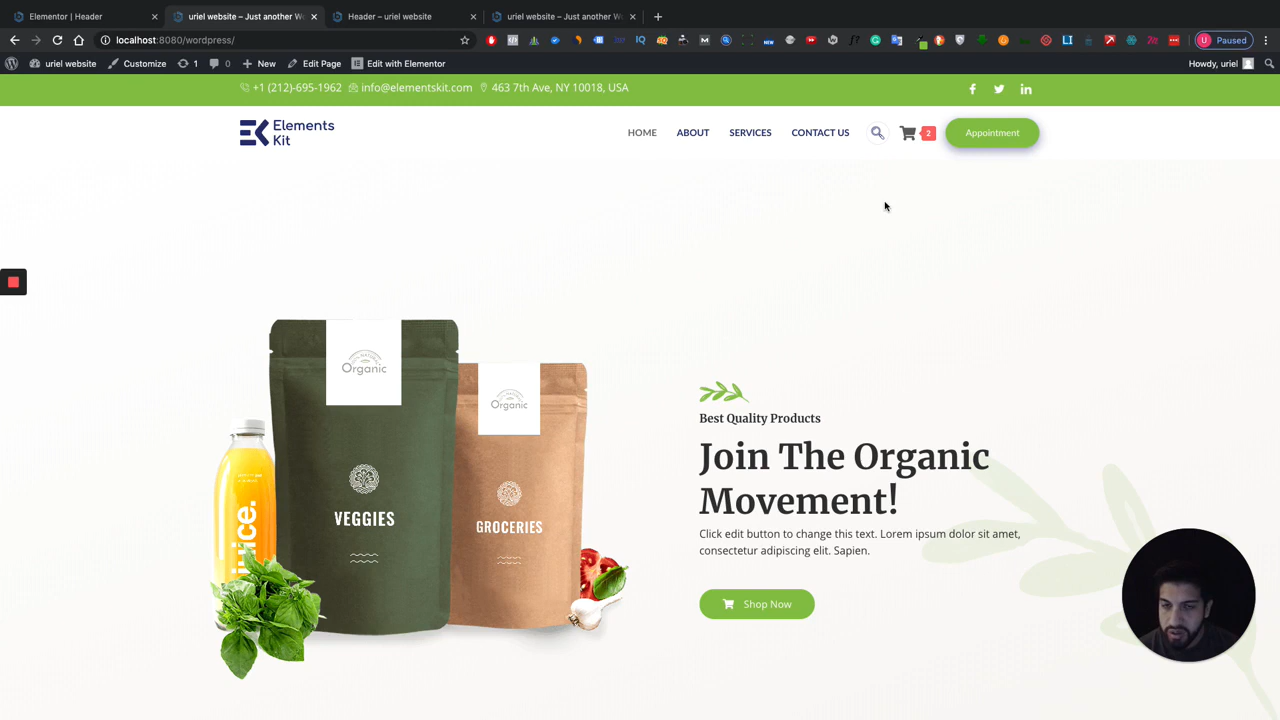 Elementor | Header
uriel website – Just another Wo
Header – uriel website
uriel website – Just another Wo
localhost:8080/wordpress/
Paused
uriel website
Customize
1
0
New
Edit Page
Edit with Elementor
Howdy, uriel
+1 (212)-695-1962
info@elementskit.com
463 7th Ave, NY 10018, USA
Elements
Kit
HOME
ABOUT
SERVICES
CONTACT US
2
Appointment
Organic
Organic
VEGGIES
GROCERIES
juice.
Best Quality Products
Join The Organic
Movement!
Click edit button to change this text. Lorem ipsum dolor sit amet,
consectetur adipiscing elit. Sapien.
Shop Now